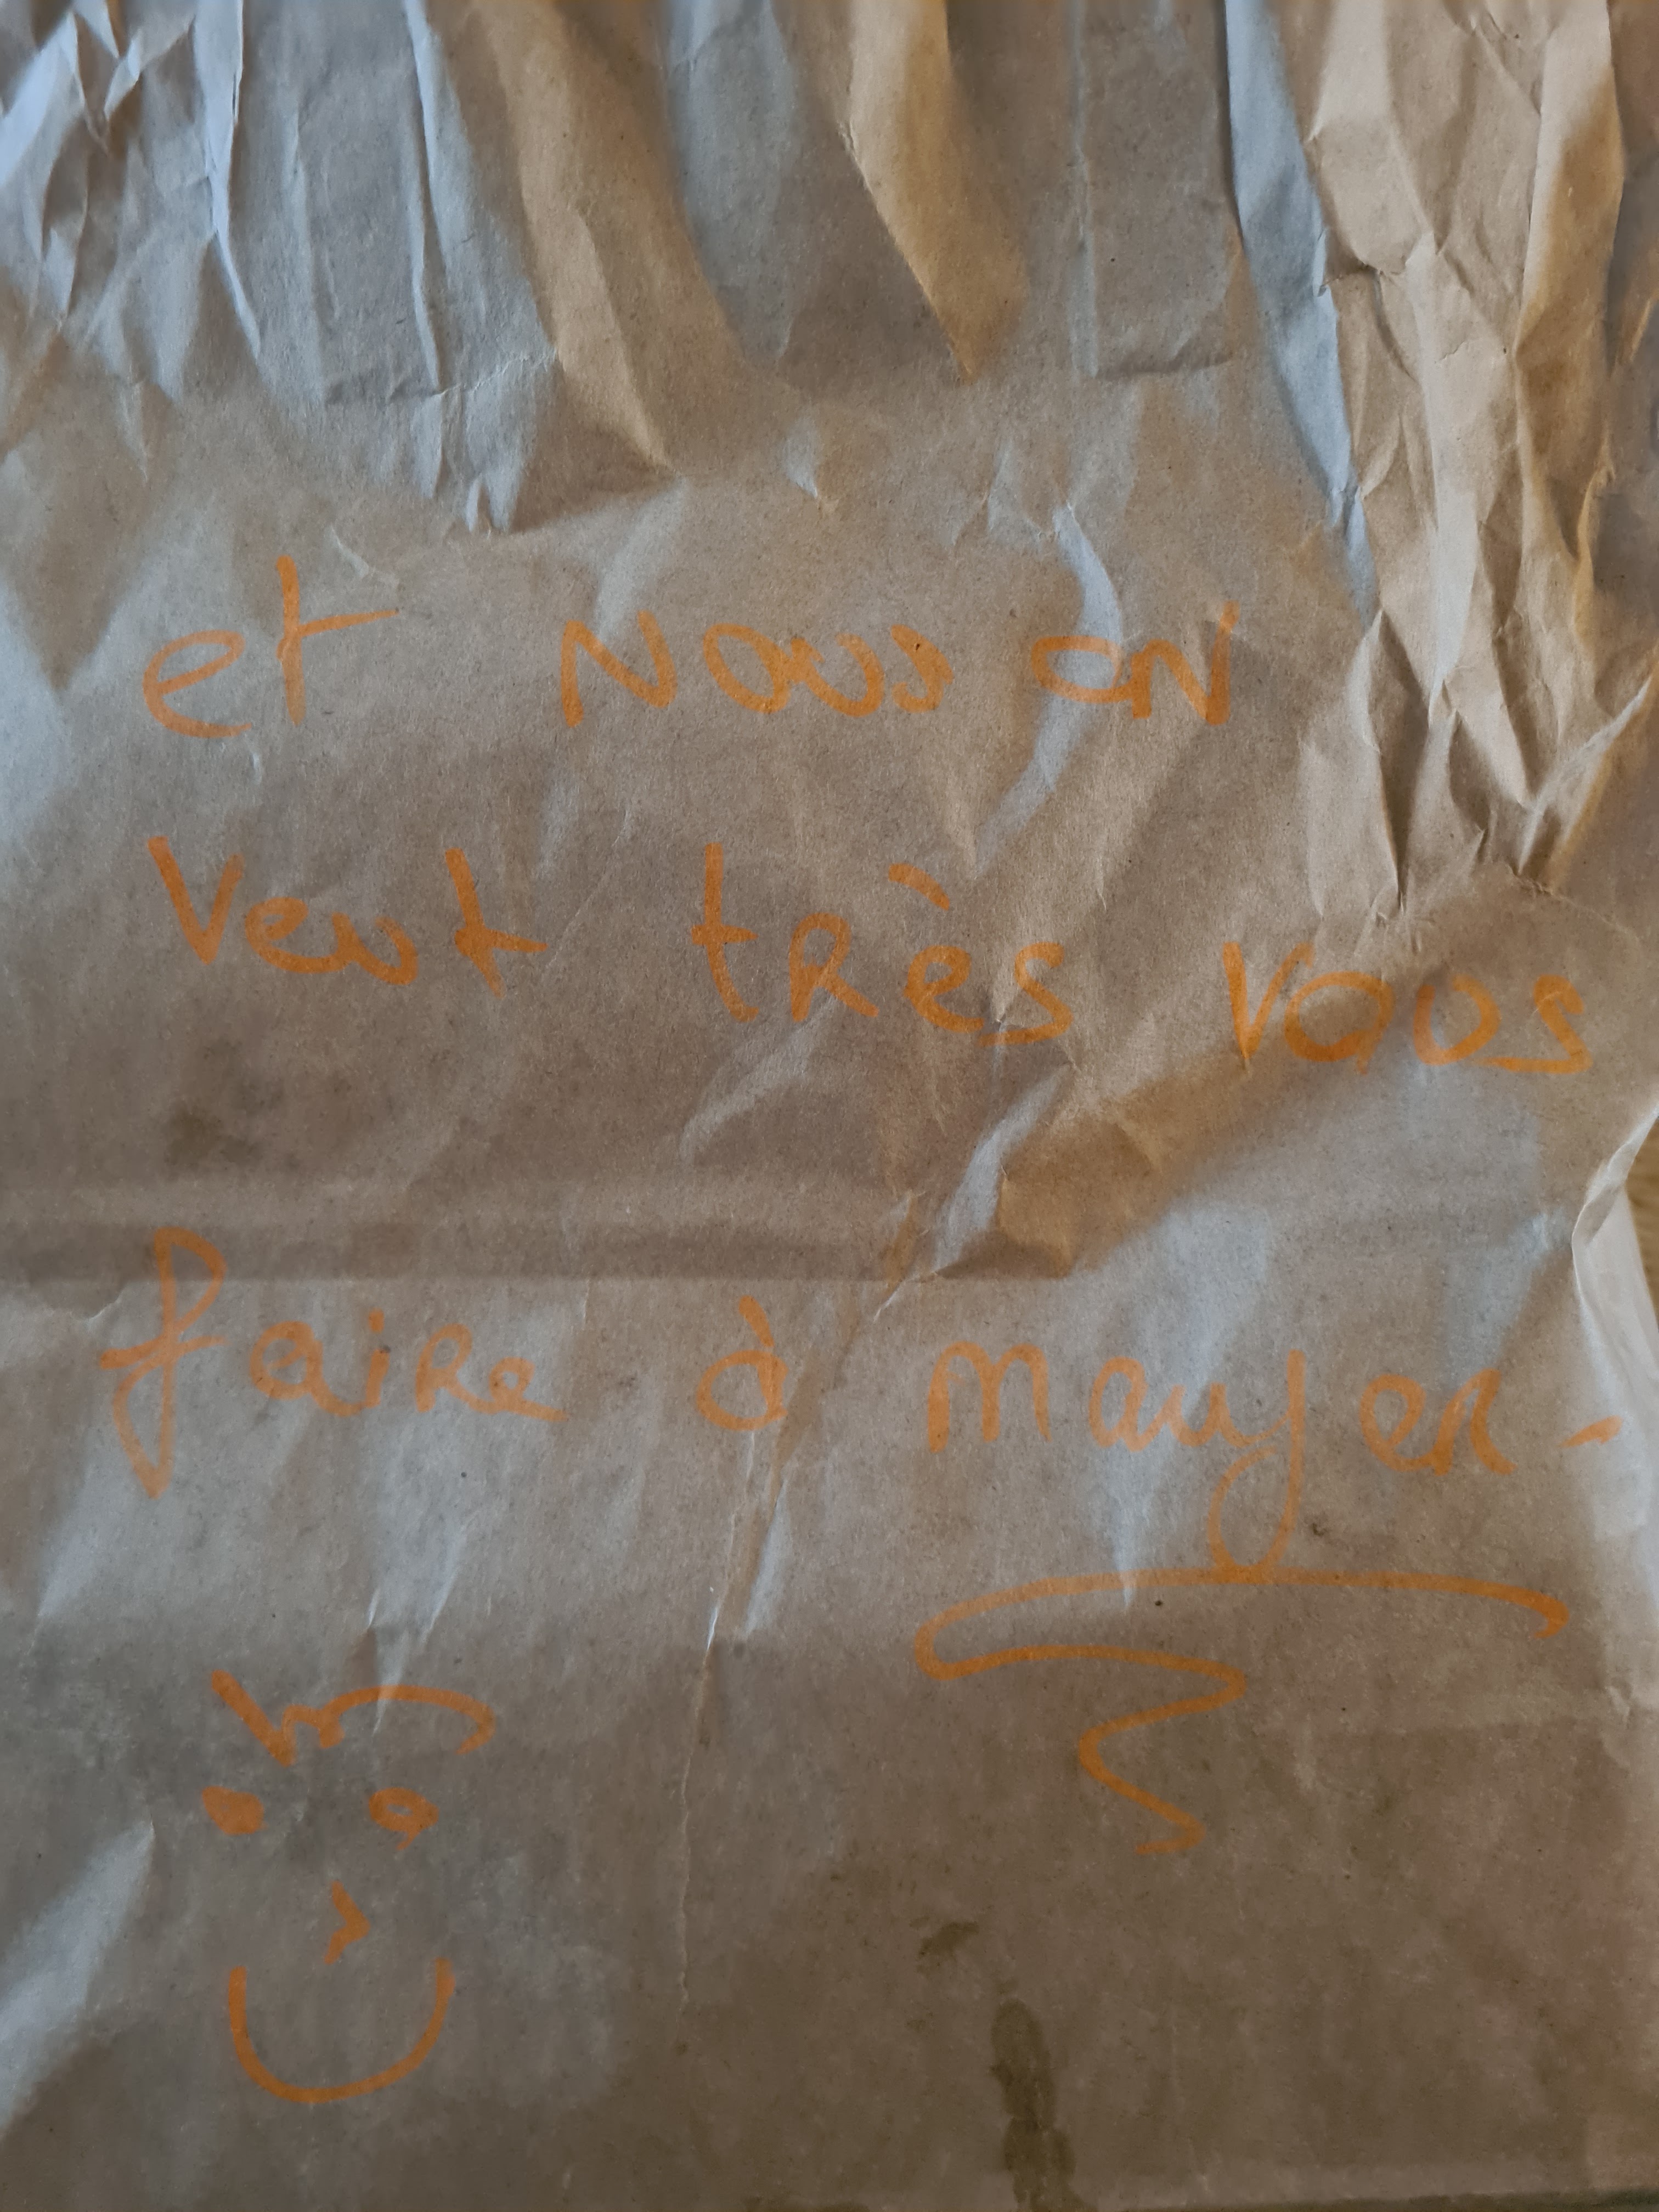 et nous on
veut très vous
faire à manger -